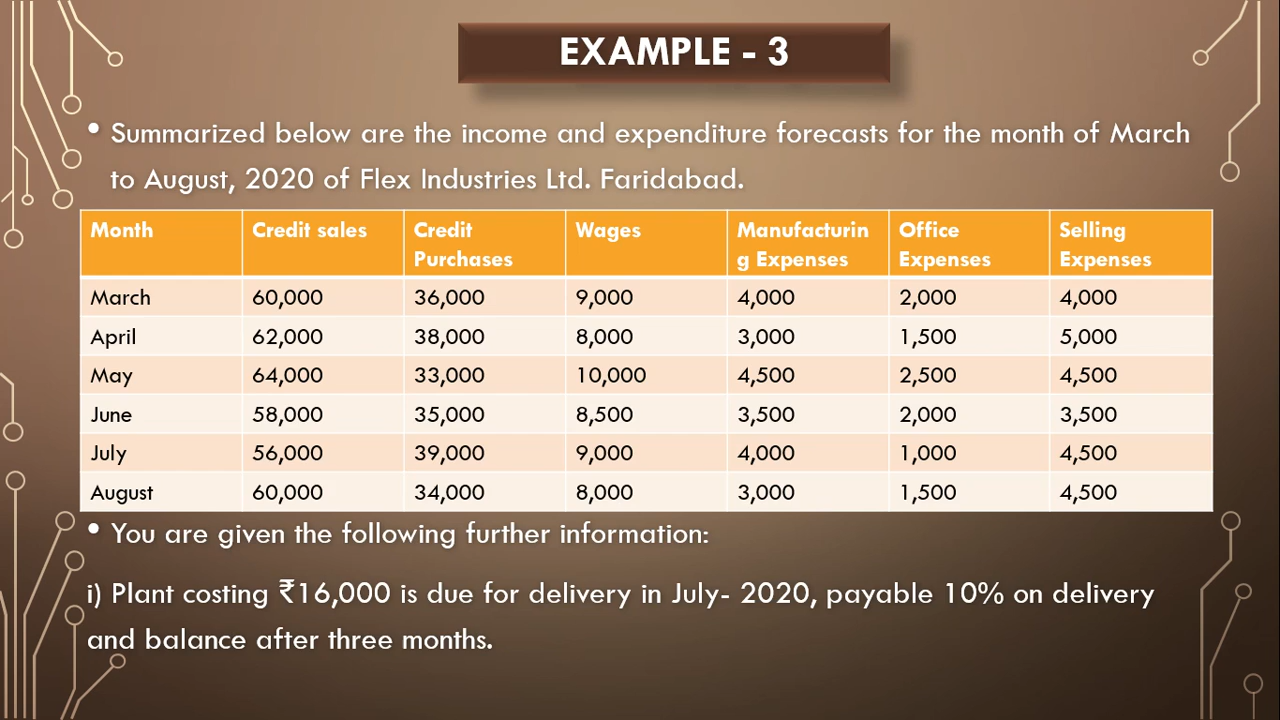 EXAMPLE - 3
• Summarized below are the income and expenditure forecasts for the month of March
to August, 2020 of Flex Industries Ltd. Faridabad.
Month Credit sales Credit Purchases Wages Manufacturing Expenses Office Expenses Selling Expenses
March 60,000 36,000 9,000 4,000 2,000 4,000
April 62,000 38,000 8,000 3,000 1,500 5,000
May 64,000 33,000 10,000 4,500 2,500 4,500
June 58,000 35,000 8,500 3,500 2,000 3,500
July 56,000 39,000 9,000 4,000 1,000 4,500
August 60,000 34,000 8,000 3,000 1,500 4,500
• You are given the following further information:
i) Plant costing ₹16,000 is due for delivery in July- 2020, payable 10% on delivery
and balance after three months.